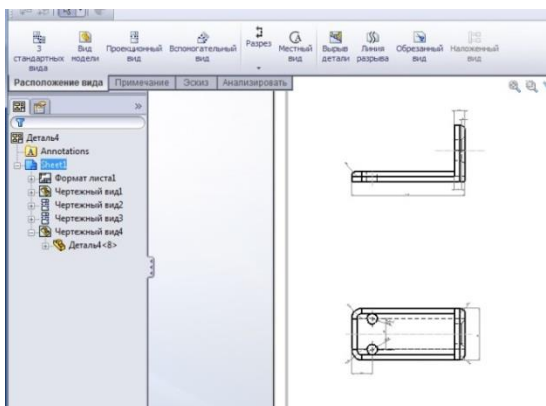 3 стандартных вида
Вид модели
Проекционный вид
Вспомогательный вид
Разрез
Местный вид
Вырыв детали
Линия разрыва
Обрезанный вид
Наложенный вид
Расположение вида
Примечание
Эскиз
Анализировать
Деталь4
Annotations
Sheet1
Формат листа1
Чертежный вид1
Чертежный вид2
Чертежный вид3
Чертежный вид4
Деталь4<8>